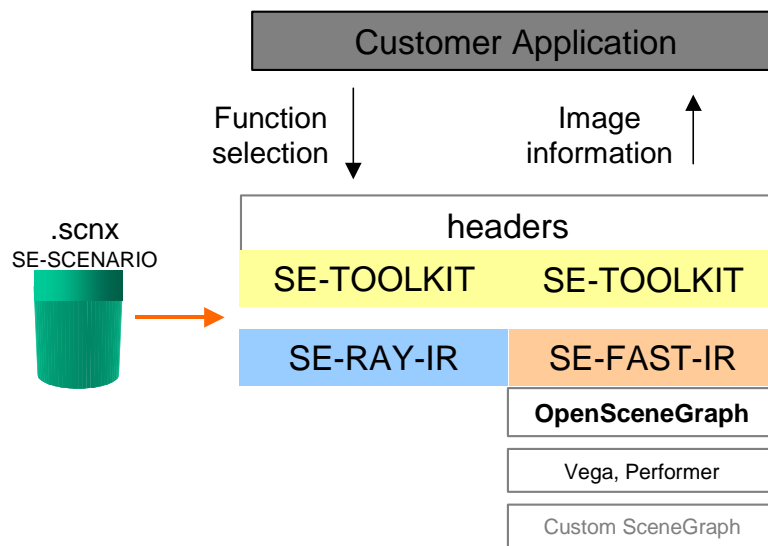 Customer Application
Function
selection
Image
information
.scnx
SE-SCENARIO
headers
SE-TOOLKIT
SE-TOOLKIT
SE-RAY-IR
SE-FAST-IR
OpenSceneGraph
Vega, Performer
Custom SceneGraph